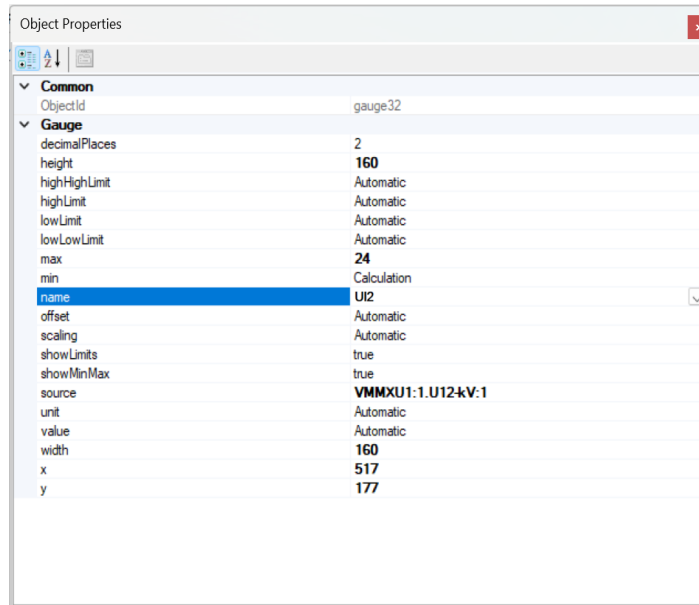 Object Properties
Common
ObjectId gauge32
Gauge
decimalPlaces 2
height 160
highHighLimit Automatic
highLimit Automatic
lowLimit Automatic
lowLowLimit Automatic
max 24
min Calculation
name UI2
offset Automatic
scaling Automatic
showLimits true
showMinMax true
source VMMXU1:1.U12-kV:1
unit Automatic
value Automatic
width 160
x 517
y 177